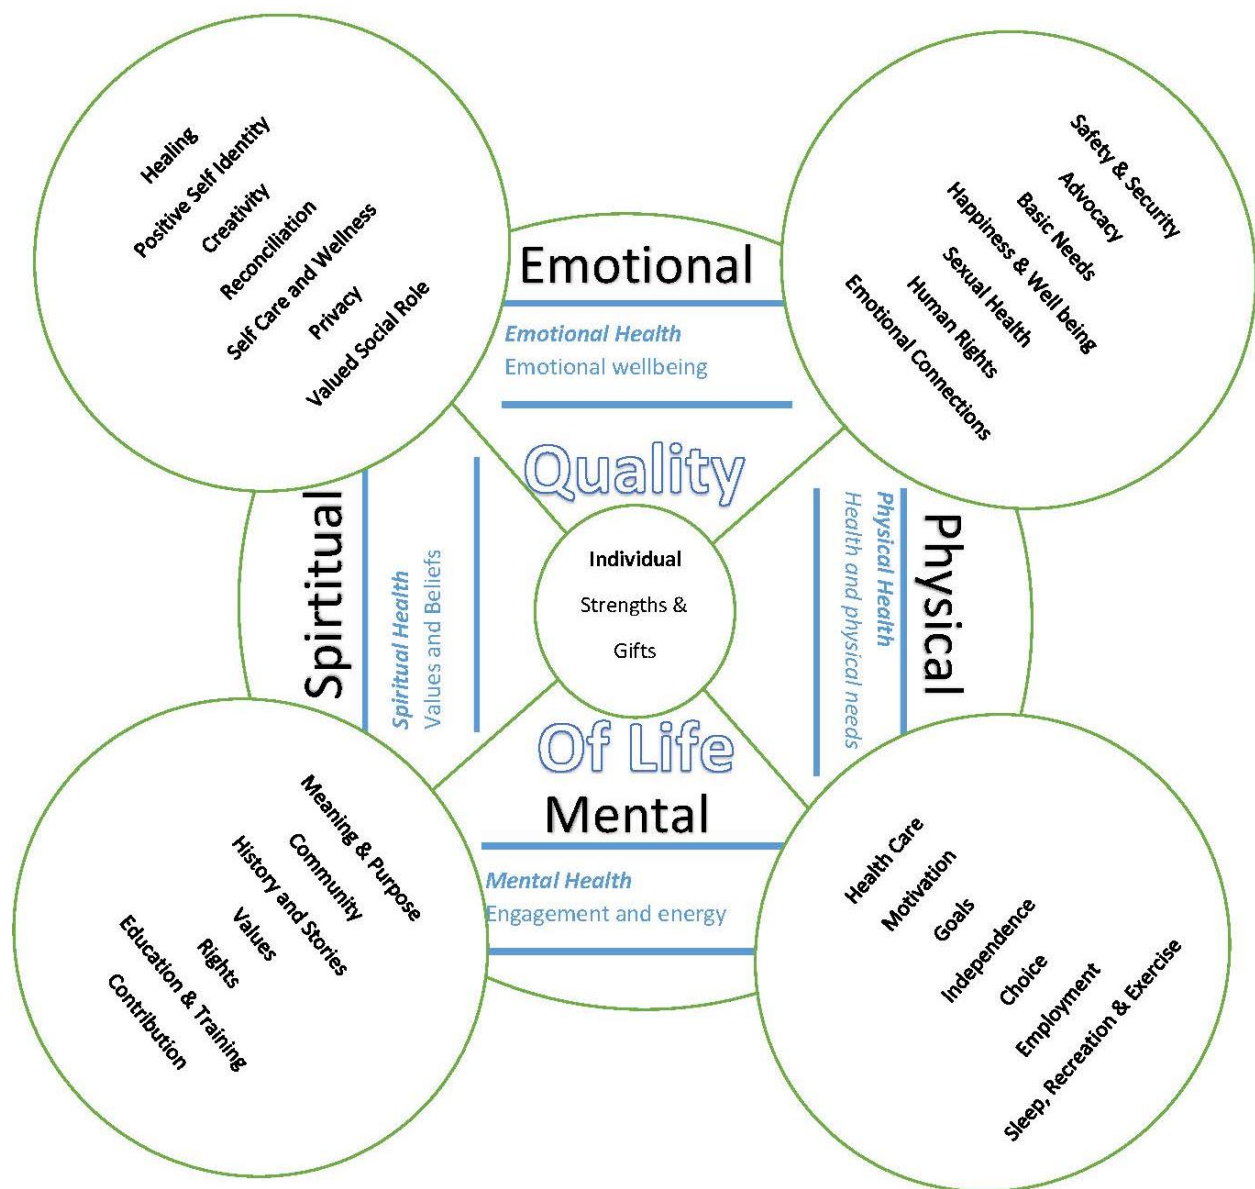 Healing
Positive Self Identity
Creativity
Reconciliation
Self Care and Wellness
Privacy
Valued Social Role
Safety & Security
Advocacy
Basic Needs
Happiness & Well being
Sexual Health
Human Rights
Emotional Connections
Emotional
Emotional Health
Emotional wellbeing
Quality
Spirtitual
Spiritual Health
Values and Beliefs
Individual
Strengths &
Gifts
Physical
Physical Health
Health and physical needs
Of Life
Mental
Mental Health
Engagement and energy
Meaning & Purpose
Community
History and Stories
Values
Rights
Education & Training
Contribution
Health Care
Motivation
Goals
Independence
Choice
Employment
Sleep, Recreation & Exercise